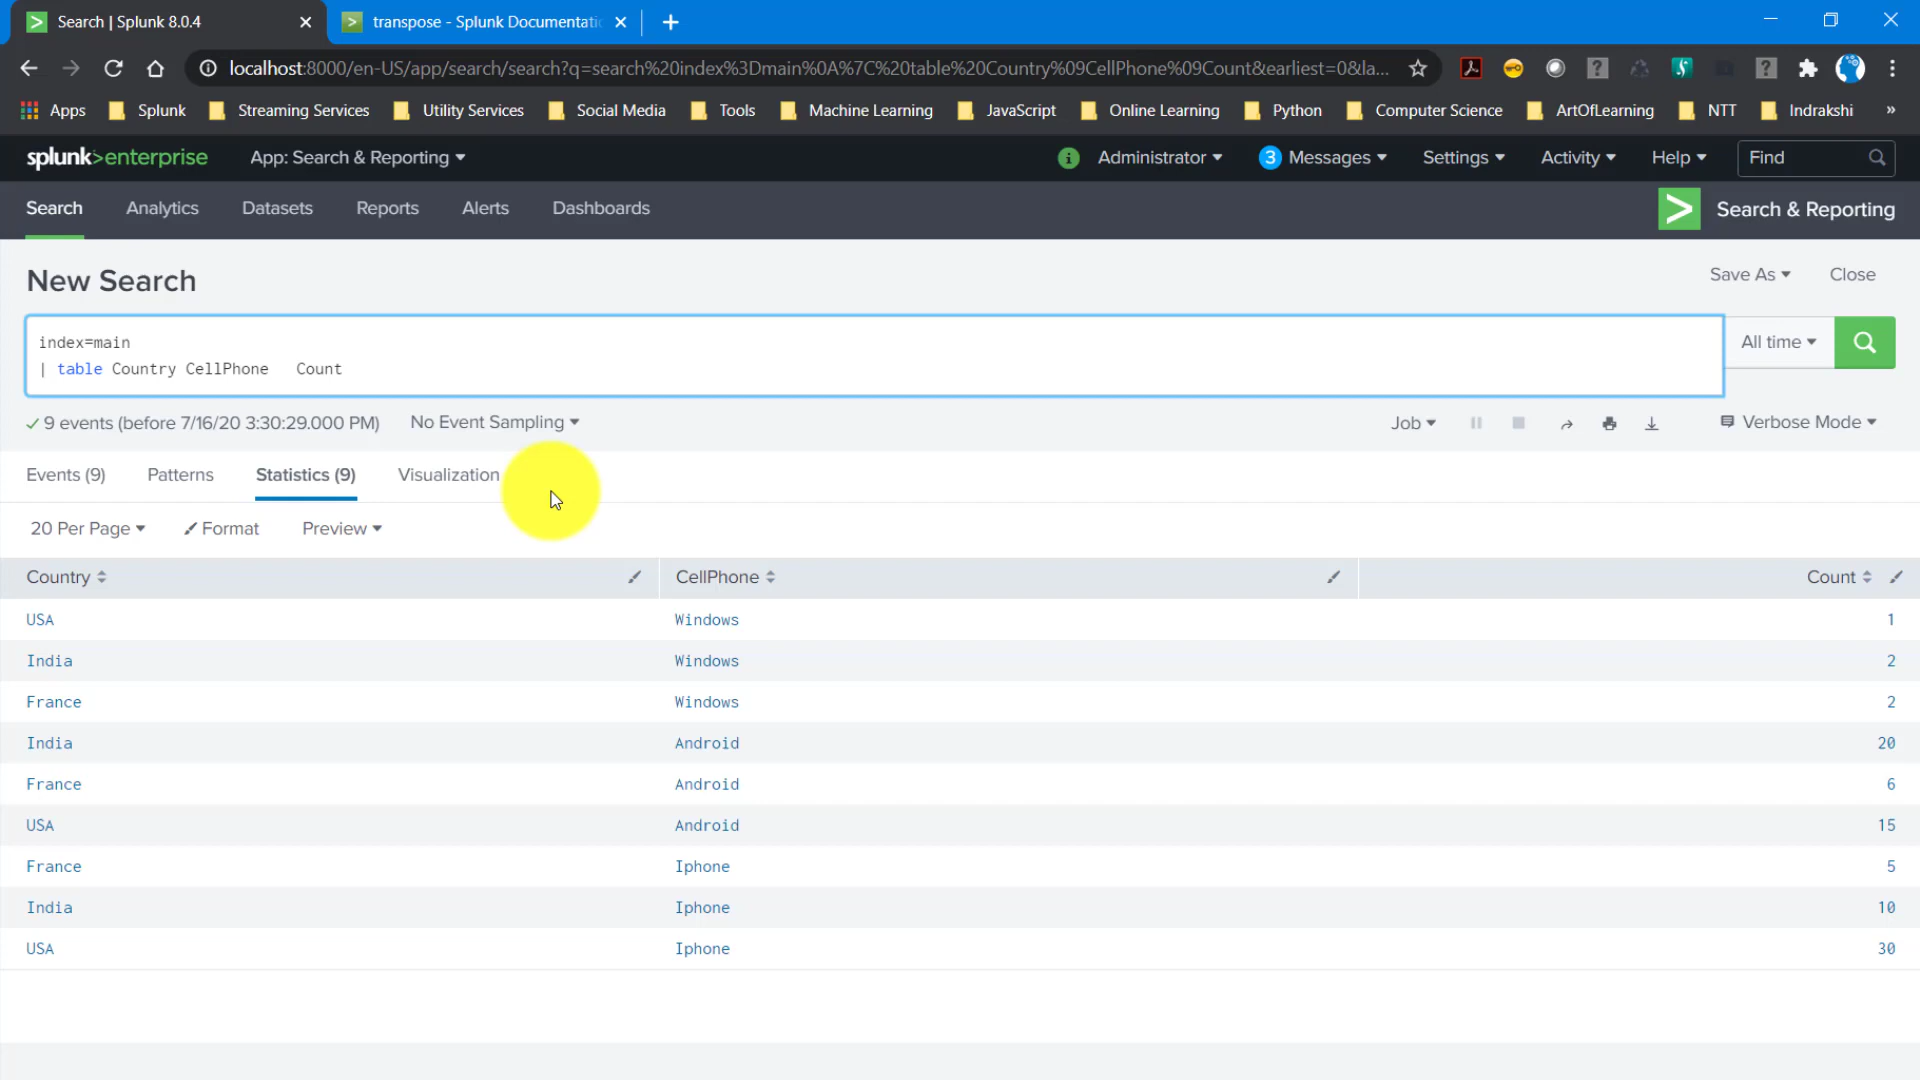 Search | Splunk 8.0.4
transpose - Splunk Documentatic
localhost:8000/en-US/app/search/search?q=search%20index%3Dmain%0A%7C%20table%20Country%09CellPhone%09Count&earliest=0&la...
Apps Splunk Streaming Services Utility Services Social Media Tools Machine Learning JavaScript Online Learning Python Computer Science ArtOfLearning NTT Indrakshi »
splunk>enterprise App: Search & Reporting i Administrator 3 Messages Settings Activity Help Find
Search Analytics Datasets Reports Alerts Dashboards Search & Reporting
New Search
Save As Close
index=main
| table Country CellPhone Count
All time
9 events (before 7/16/20 3:30:29.000 PM) No Event Sampling Job Verbose Mode
Events (9) Patterns Statistics (9) Visualization
20 Per Page Format Preview
Country CellPhone Count
USA Windows 1
India Windows 2
France Windows 2
India Android 20
France Android 6
USA Android 15
France Iphone 5
India Iphone 10
USA Iphone 30